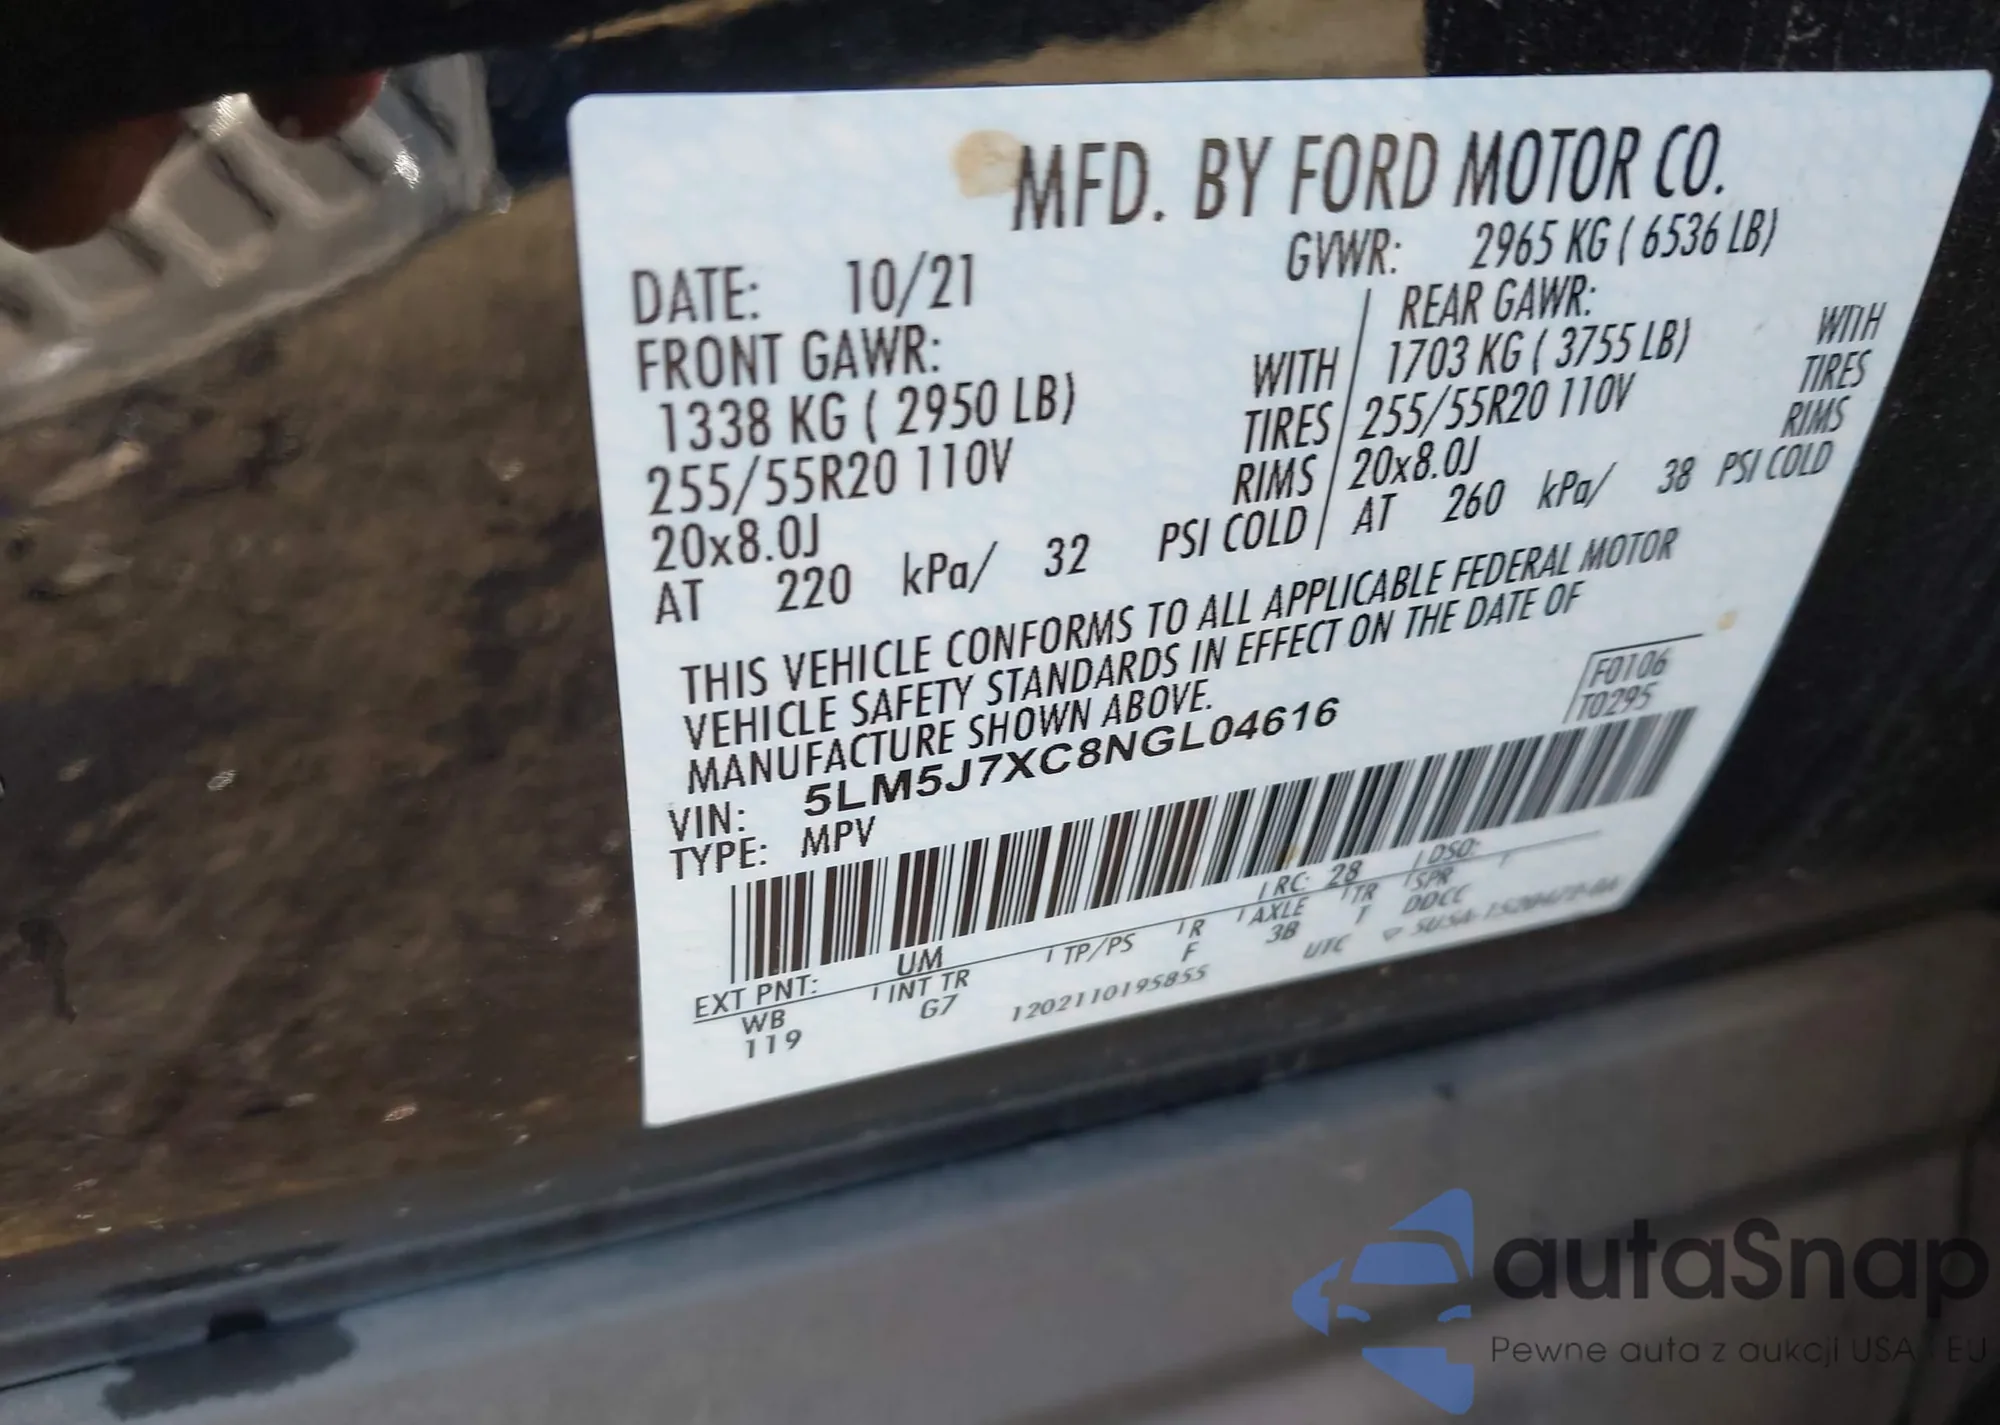 MFD. BY FORD MOTOR CO.
DATE: 10/21 GVWR: 2965 KG ( 6536 LB)
FRONT GAWR: REAR GAWR:
1338 KG ( 2950 LB) WITH 1703 KG ( 3755 LB) WITH
255/55R20 110V TIRES 255/55R20 110V TIRES
20x8.0J RIMS 20x8.0J RIMS
AT 220 kPa/ 32 PSI COLD AT 260 kPa/ 38 PSI COLD
THIS VEHICLE CONFORMS TO ALL APPLICABLE FEDERAL MOTOR
VEHICLE SAFETY STANDARDS IN EFFECT ON THE DATE OF
MANUFACTURE SHOWN ABOVE.
F0106
T0295
VIN: 5LM5J7XC8NGL04616
TYPE: MPV
EXT PNT: UM RC: 28 DSO:
WB INT TR TP/PS R AXLE TR SPR
119 G7 F 3B T DDCC
1202110195855 UTC
autaSnap
Pewne auta z aukcji USA EU